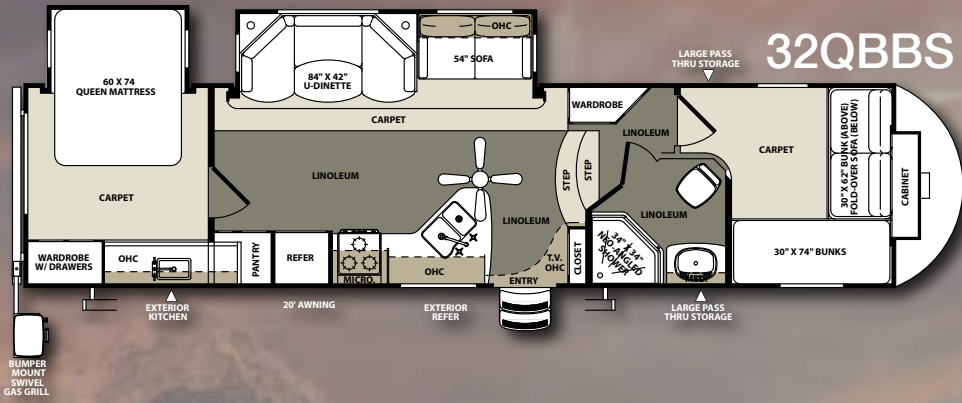 32QBBS
60 X 74
QUEEN MATTRESS
84" X 42"
U-DINETTE
OHC
54" SOFA
LARGE PASS
THRU STORAGE
CARPET
WARDROBE
LINOLEUM
CARPET
30" X 62" BUNK (ABOVE)
FOLD-OVER SOFA (BELOW)
CABINET
CARPET
LINOLEUM
STEP
STEP
LINOLEUM
LINOLEUM
34" X 34"
NEO-ANGLED
SHOWER
30" X 74" BUNKS
WARDROBE
W/ DRAWERS
OHC
PANTRY
REFER
MICRO.
OHC
T.V.
OHC
ENTRY
CLOSET
MED.
EXTERIOR
KITCHEN
20' AWNING
EXTERIOR
REFER
LARGE PASS
THRU STORAGE
BUMPER
MOUNT
SWIVEL
GAS GRILL